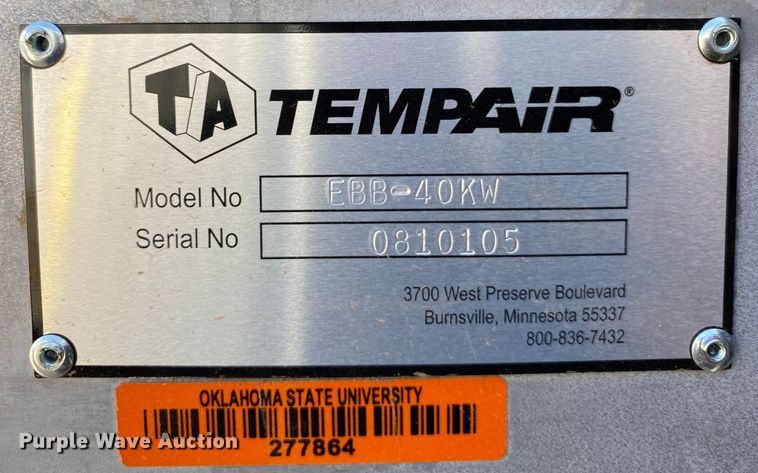 TA TEMPAIR®
Model No EBB-40KW
Serial No 0810105
3700 West Preserve Boulevard
Burnsville, Minnesota 55337
800-836-7432
OKLAHOMA STATE UNIVERSITY
277864
Purple Wave Auction